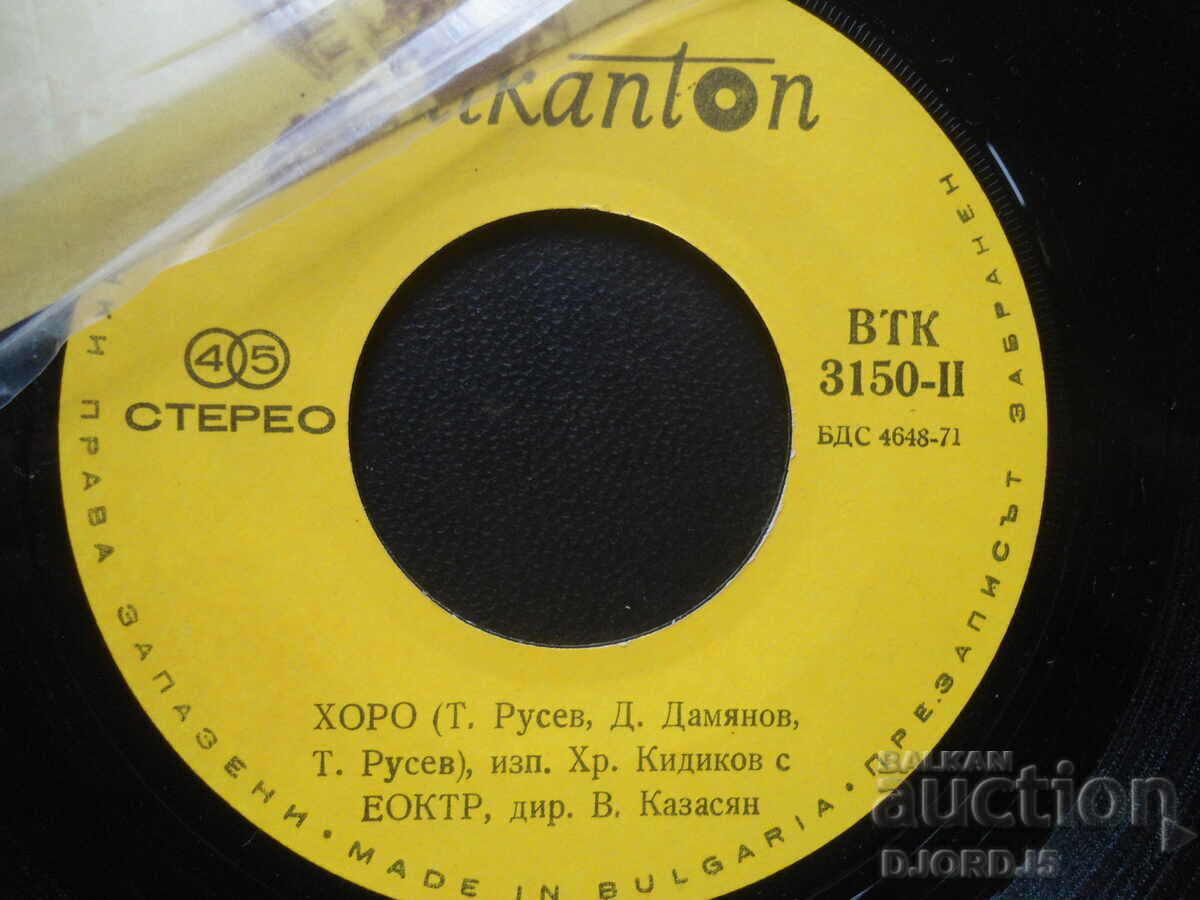 45
СТЕРЕО
ВТК
3150-II
БДС 4648-71
ХОРО (Т. Русев, Д. Дамянов,
Т. Русев), изп. Хр. Кидиков с
ЕОКТР, дир. В. Казасян
ПРАВА ЗАПАЗЕНИ · MADE IN BULGARIA · ПРЕЗАПИСЪТ ЗАБРАНЕН
BALKAN
auction
DJORDJ5